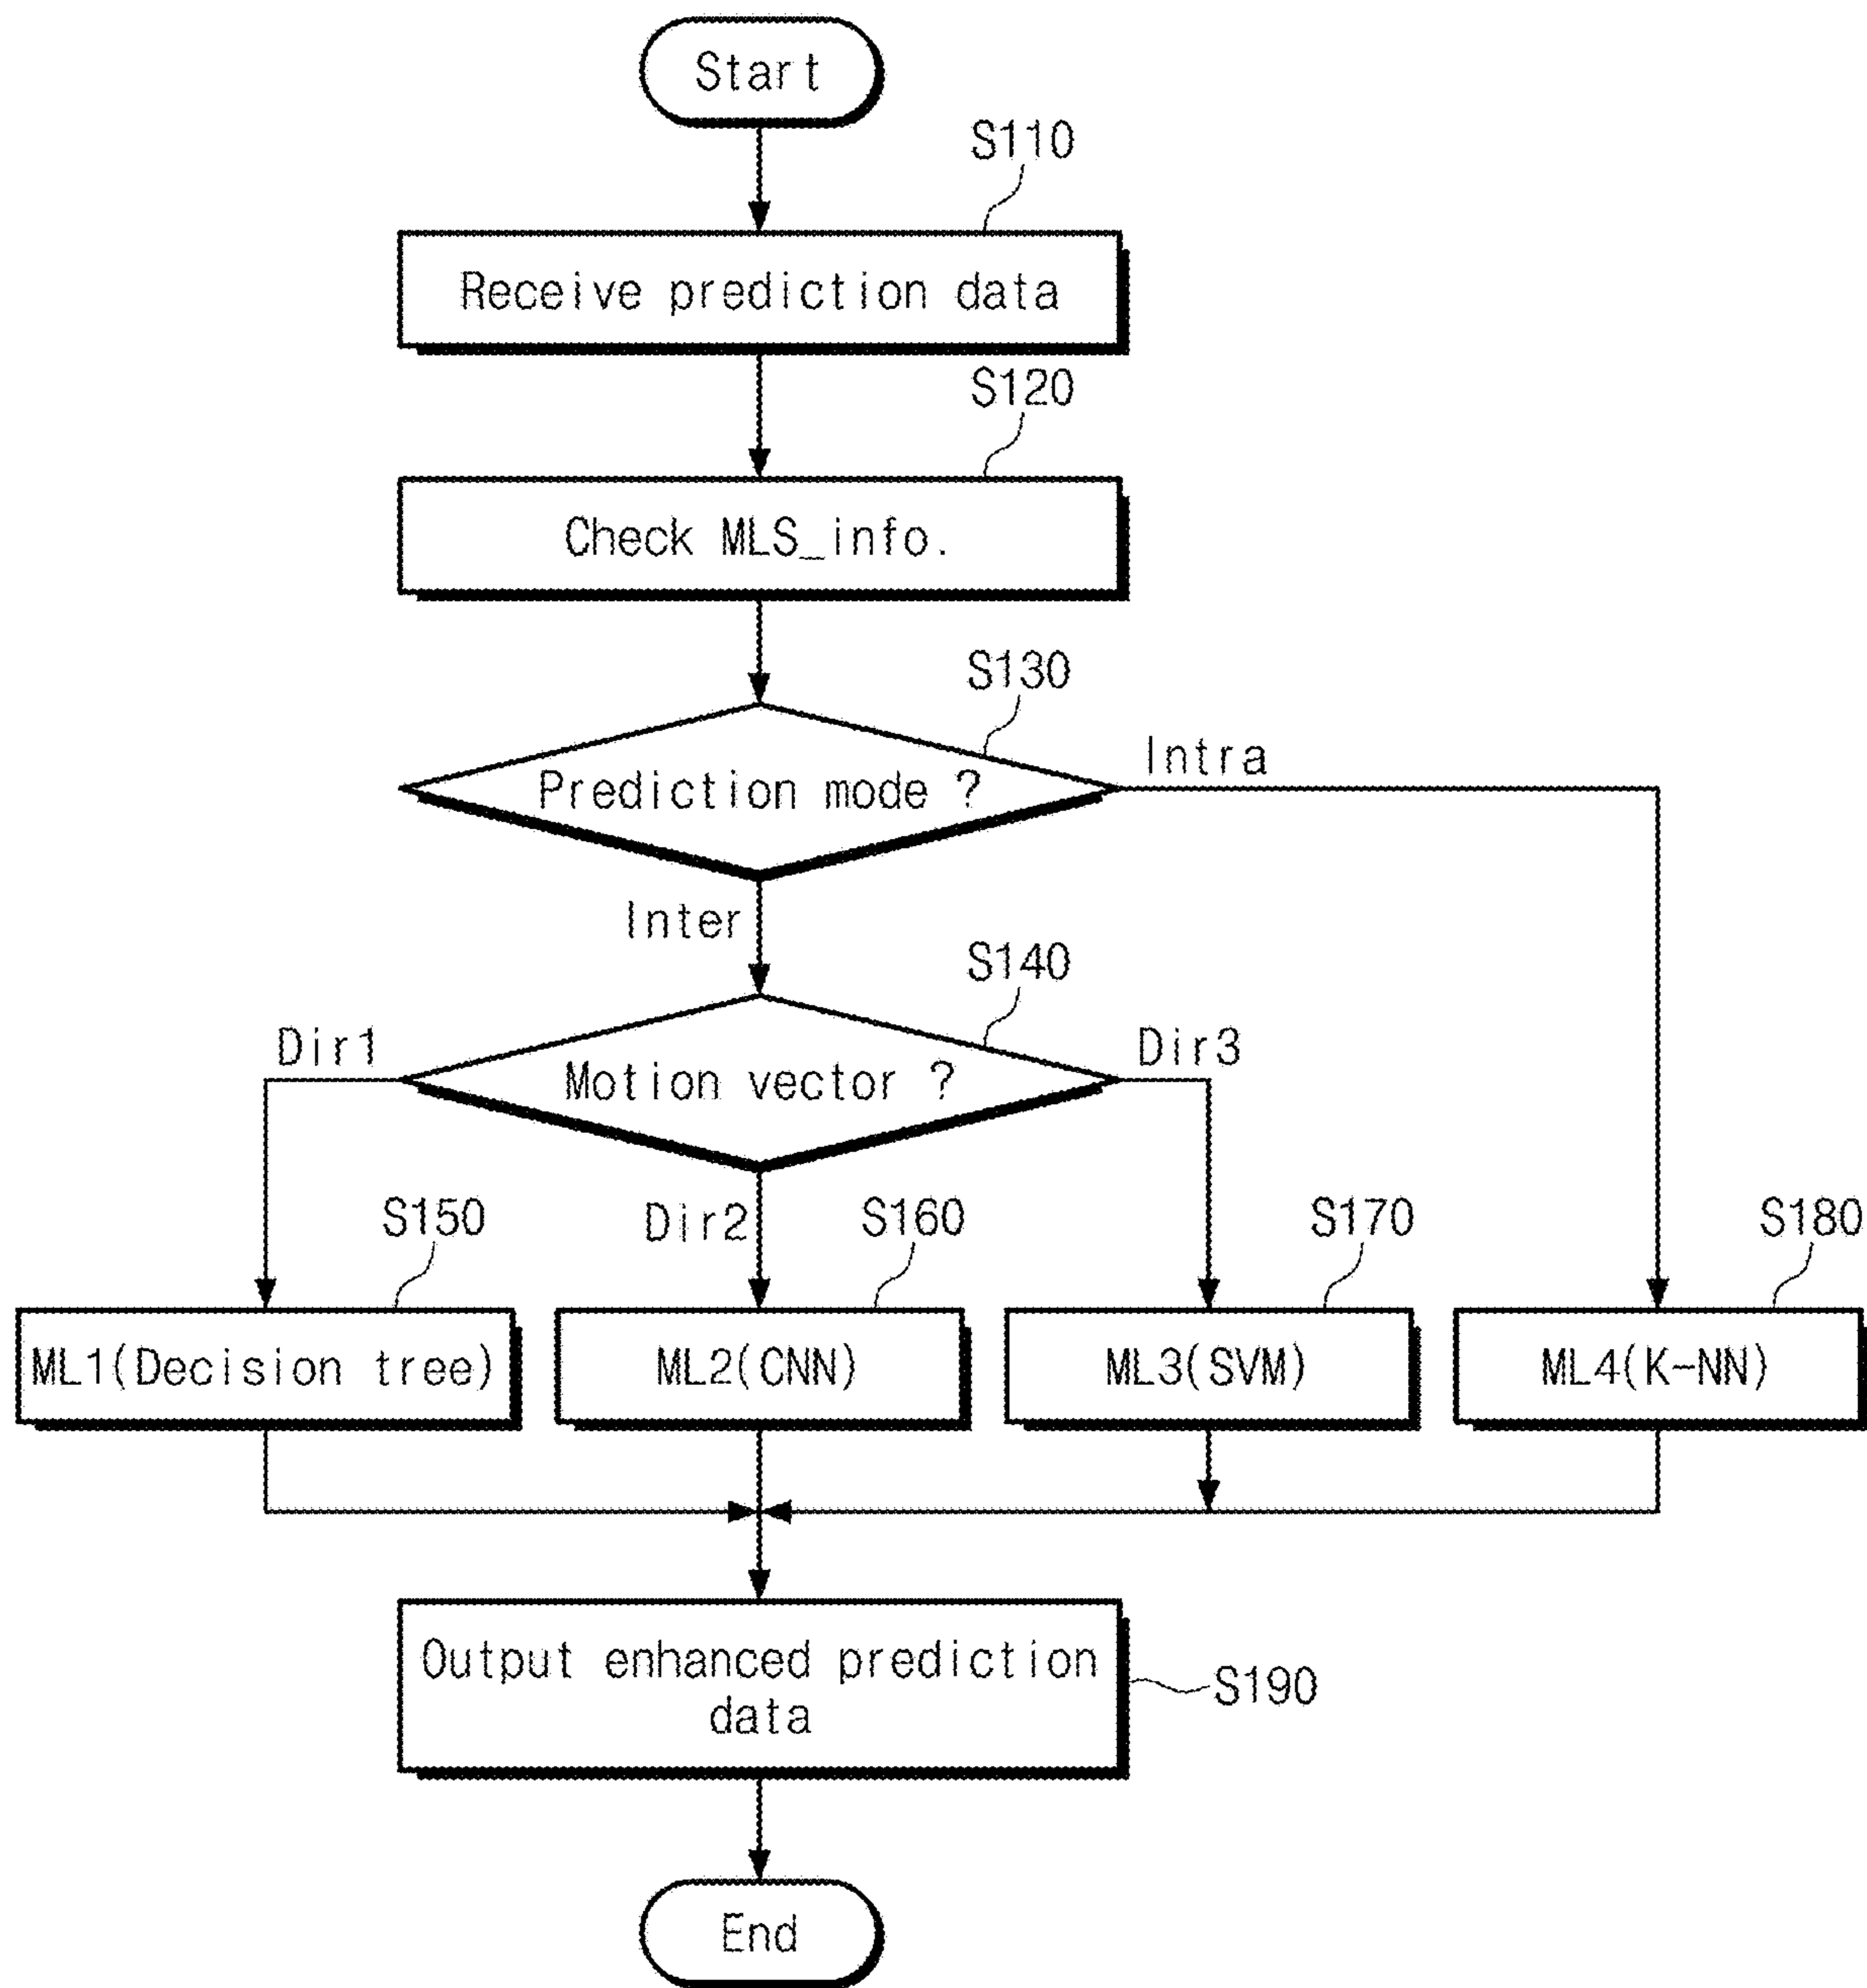 Start
S110
Receive prediction data
S120
Check MLS_info.
S130
Prediction mode ?
Intra
Inter
S140
Dir1
Motion vector ?
Dir3
S150
Dir2
S160
S170
S180
ML1(Decision tree)
ML2(CNN)
ML3(SVM)
ML4(K-NN)
Output enhanced prediction
data
S190
End